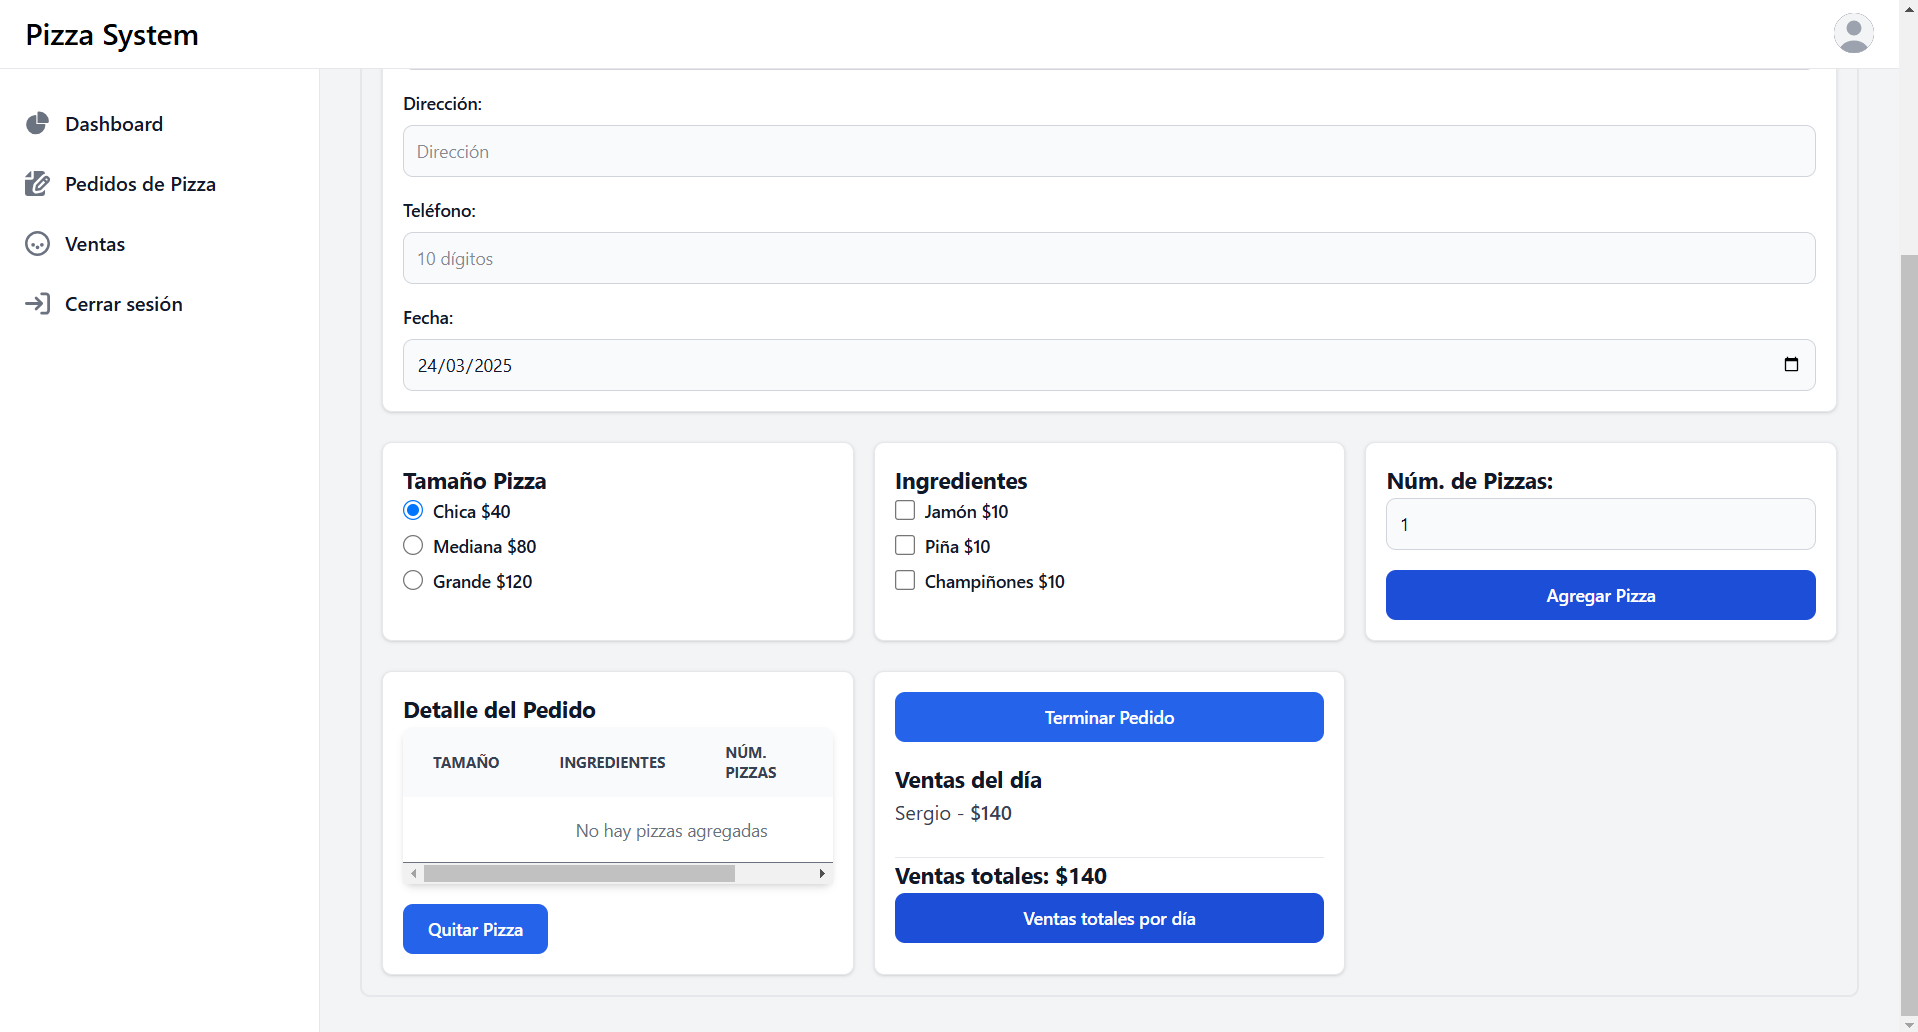 Pizza System
Dashboard
Pedidos de Pizza
Ventas
Cerrar sesión
Dirección:
Dirección
Teléfono:
10 dígitos
Fecha:
24/03/2025
Tamaño Pizza
Chica $40
Mediana $80
Grande $120
Ingredientes
Jamón $10
Piña $10
Champiñones $10
Núm. de Pizzas:
1
Agregar Pizza
Detalle del Pedido
TAMAÑO
INGREDIENTES
NÚM.
PIZZAS
No hay pizzas agregadas
Quitar Pizza
Terminar Pedido
Ventas del día
Sergio - $140
Ventas totales: $140
Ventas totales por día